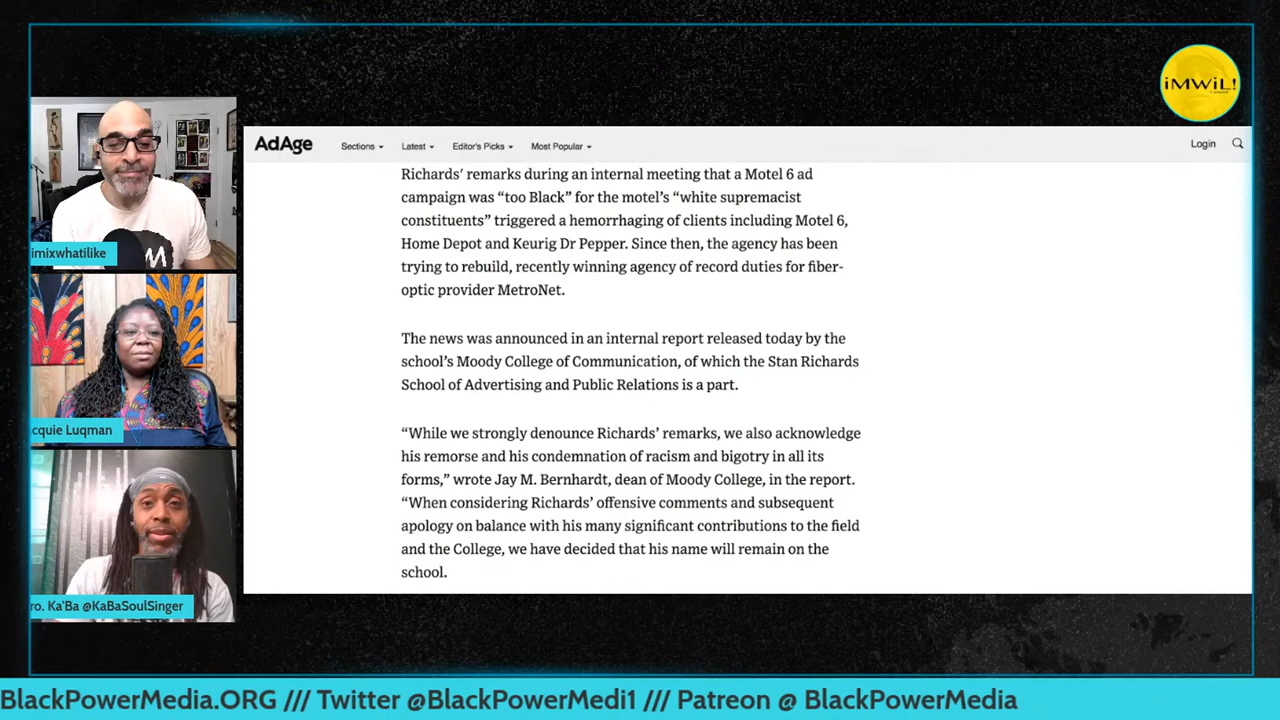 iMWiL!
AdAge
Sections Latest Editor's Picks Most Popular Login
Richards' remarks during an internal meeting that a Motel 6 ad
campaign was “too Black” for the motel’s “white supremacist
constituents” triggered a hemorrhaging of clients including Motel 6,
Home Depot and Keurig Dr Pepper. Since then, the agency has been
trying to rebuild, recently winning agency of record duties for fiber-
optic provider MetroNet.
The news was announced in an internal report released today by the
school’s Moody College of Communication, of which the Stan Richards
School of Advertising and Public Relations is a part.
“While we strongly denounce Richards’ remarks, we also acknowledge
his remorse and his condemnation of racism and bigotry in all its
forms,” wrote Jay M. Bernhardt, dean of Moody College, in the report.
“When considering Richards’ offensive comments and subsequent
apology on balance with his many significant contributions to the field
and the College, we have decided that his name will remain on the
school.
M
imixwhatilike
cquie Luqman
ro. Ka'Ba @KaBaSoulSinger
BlackPowerMedia.ORG /// Twitter @BlackPowerMedi1 /// Patreon @ BlackPowerMedia